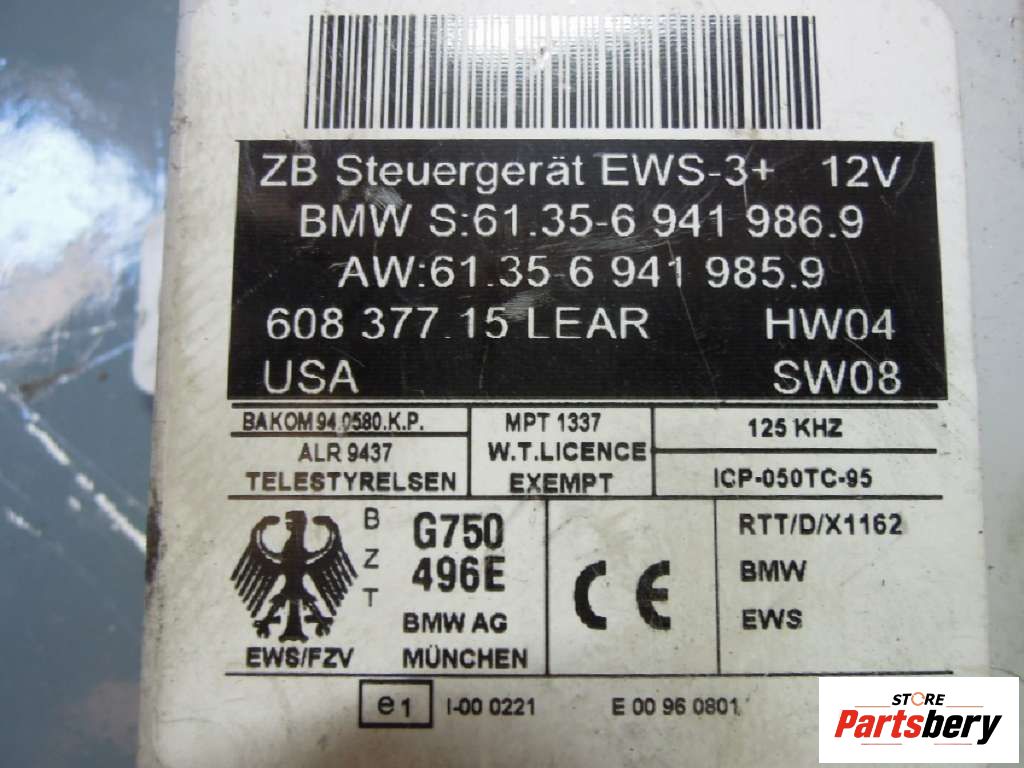 ZB Steuergerät EWS-3+ 12V
BMW S:61.35-6 941 986.9
AW:61.35 6 941 985.9
608 377.15 LEAR HW04
USA SW08
BAKOM 94.0580.K.P.
ALR 9437
TELESTYRELSEN
MPT 1337
W.T.LICENCE
EXEMPT
125 KHZ
ICP-050TC-95
BZT
G750
496E
BMW AG
EWS/FZV MÜNCHEN
CE
RTT/D/X1162
BMW
EWS
e1 I-00 0221 E 00 96 0801
STORE
Partsbery